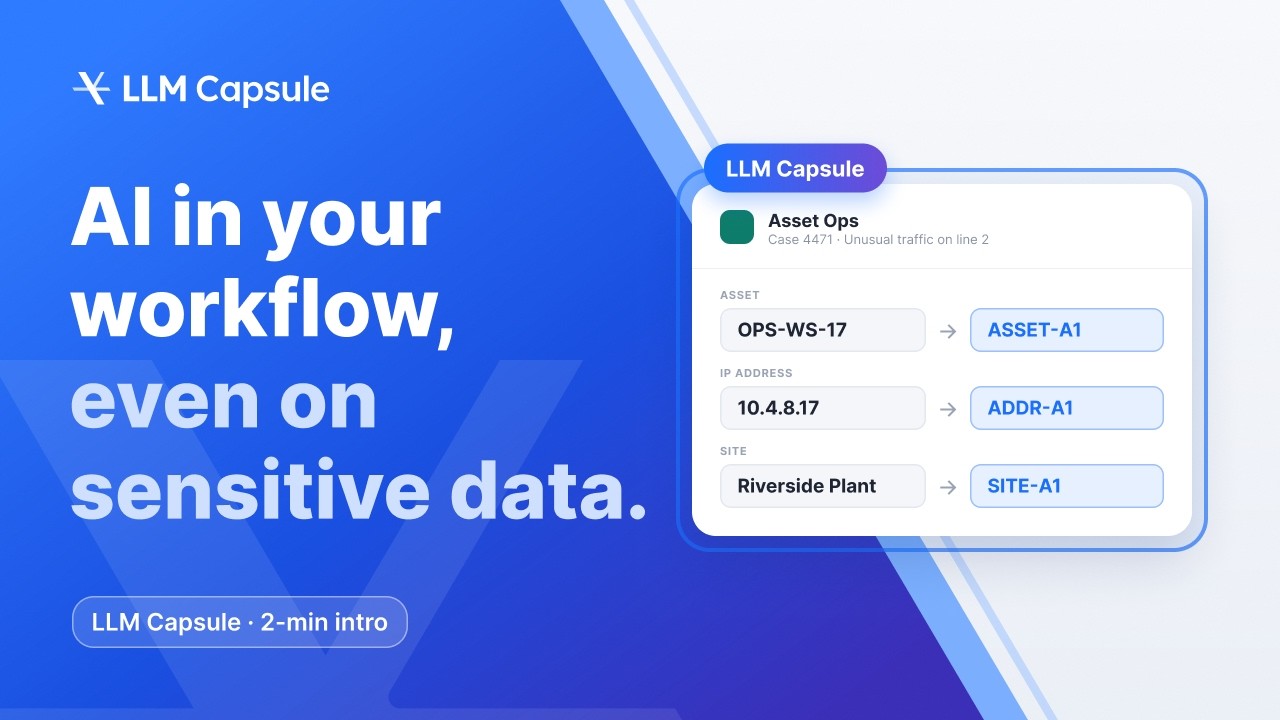 LLM Capsule
AI in your
workflow,
even on
sensitive data.
LLM Capsule · 2-min intro
LLM Capsule
Asset Ops
Case 4471 · Unusual traffic on line 2
ASSET
OPS-WS-17 → ASSET-A1
IP ADDRESS
10.4.8.17 → ADDR-A1
SITE
Riverside Plant → SITE-A1